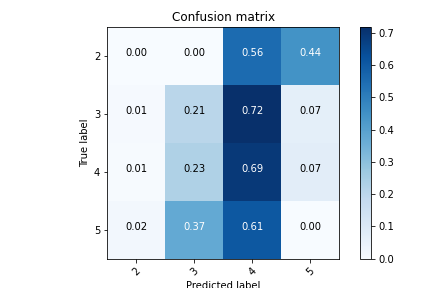 Confusion matrix
True label
2 0.00 0.00 0.56 0.44
3 0.01 0.21 0.72 0.07
4 0.01 0.23 0.69 0.07
5 0.02 0.37 0.61 0.00
2 3 4 5
Predicted label
0.7
0.6
0.5
0.4
0.3
0.2
0.1
0.0